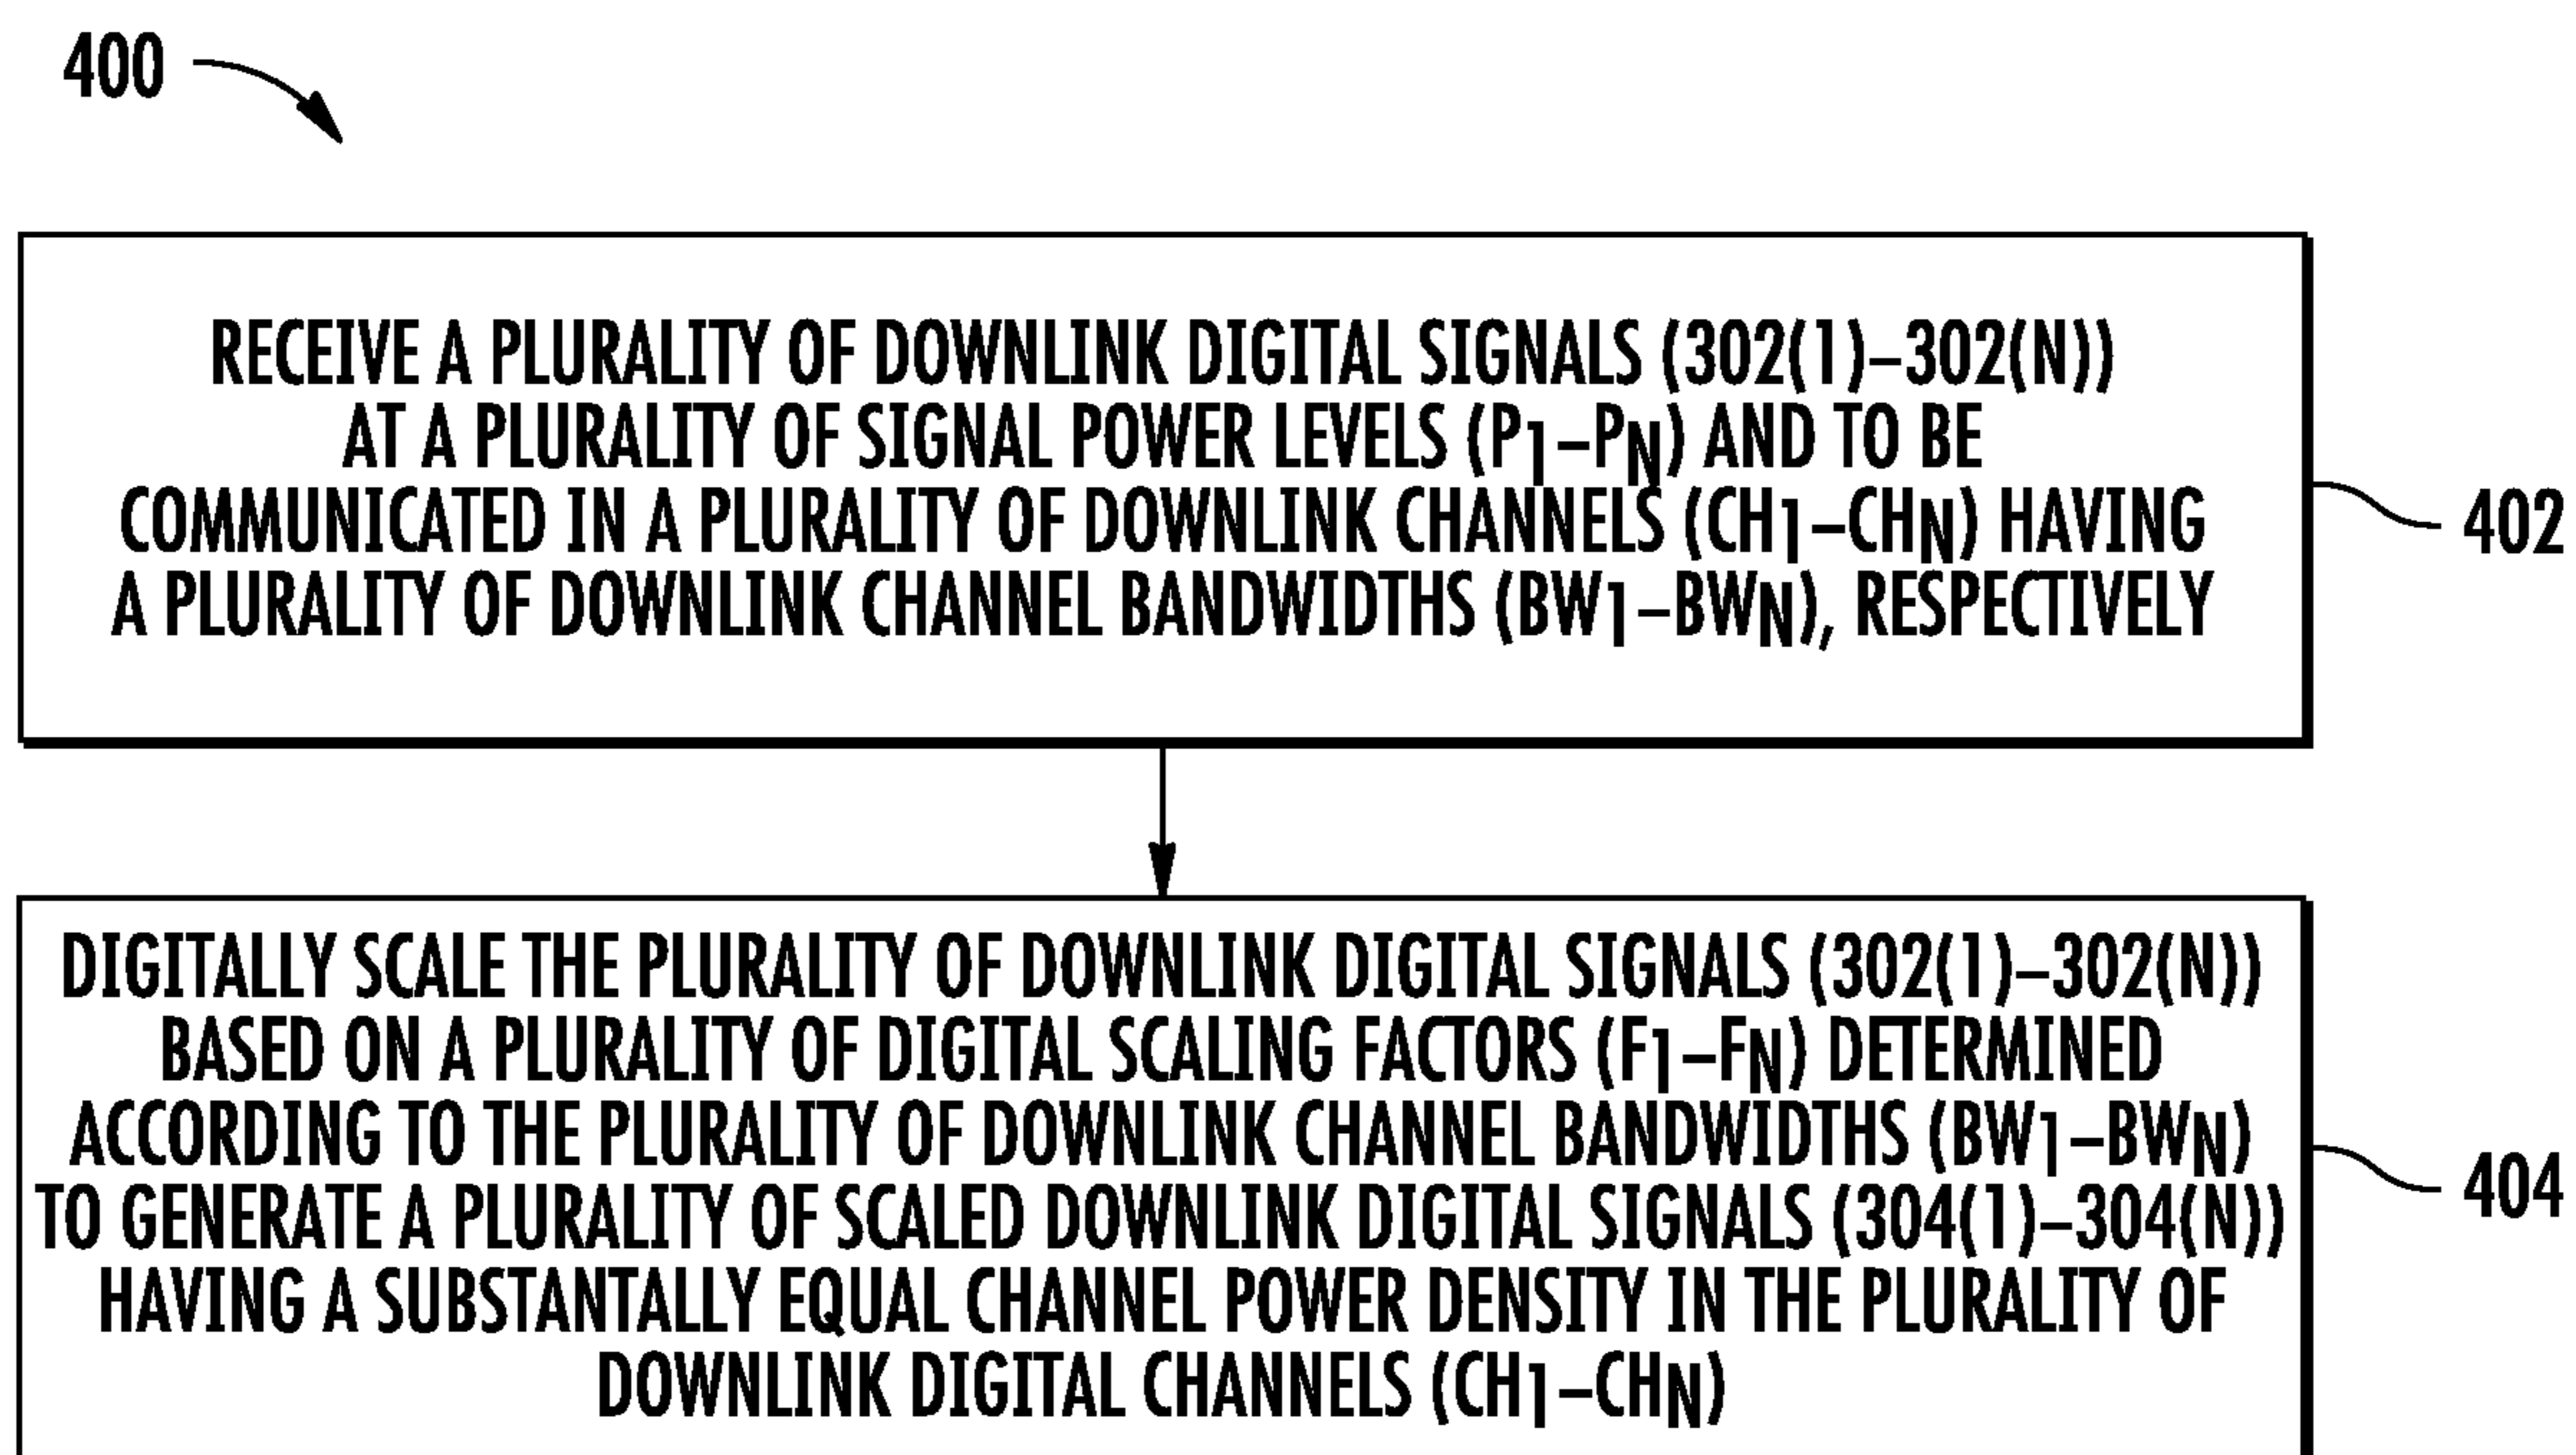 400
RECEIVE A PLURALITY OF DOWNLINK DIGITAL SIGNALS (302(1)–302(N))
AT A PLURALITY OF SIGNAL POWER LEVELS (P1–PN) AND TO BE
COMMUNICATED IN A PLURALITY OF DOWNLINK CHANNELS (CH1–CHN) HAVING
A PLURALITY OF DOWNLINK CHANNEL BANDWIDTHS (BW1–BWN), RESPECTIVELY
402
DIGITALLY SCALE THE PLURALITY OF DOWNLINK DIGITAL SIGNALS (302(1)–302(N))
BASED ON A PLURALITY OF DIGITAL SCALING FACTORS (F1–FN) DETERMINED
ACCORDING TO THE PLURALITY OF DOWNLINK CHANNEL BANDWIDTHS (BW1–BWN)
TO GENERATE A PLURALITY OF SCALED DOWNLINK DIGITAL SIGNALS (304(1)–304(N))
HAVING A SUBSTANTALLY EQUAL CHANNEL POWER DENSITY IN THE PLURALITY OF
DOWNLINK DIGITAL CHANNELS (CH1–CHN)
404